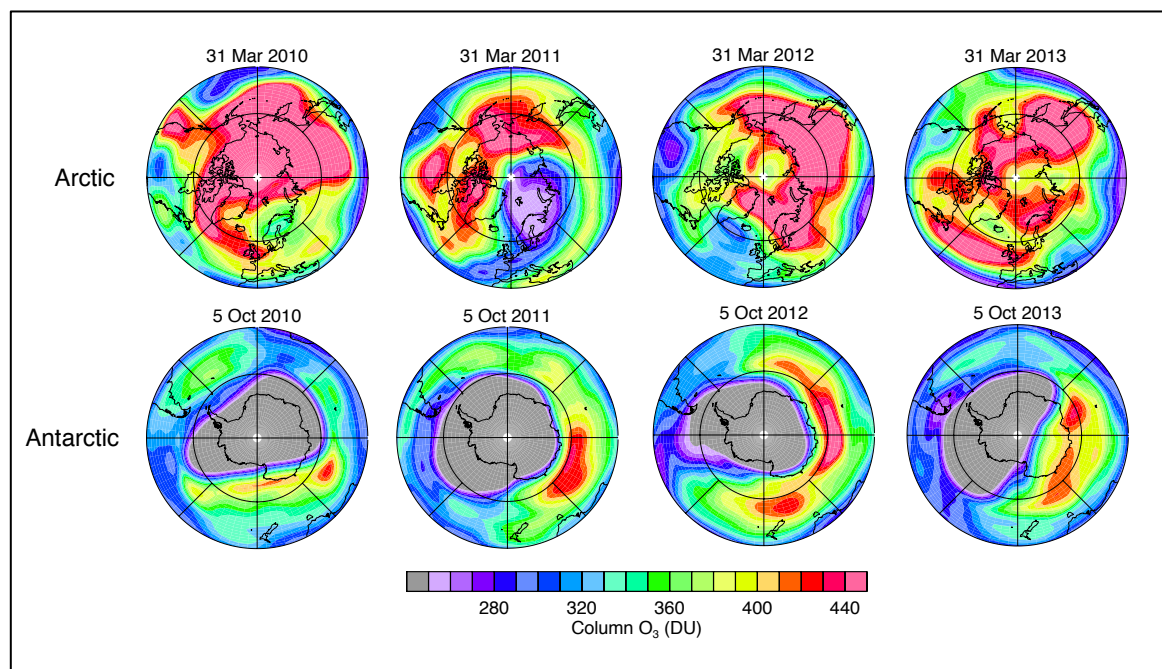 31 Mar 2010
31 Mar 2011
31 Mar 2012
31 Mar 2013
Arctic
5 Oct 2010
5 Oct 2011
5 Oct 2012
5 Oct 2013
Antarctic
280 320 360 400 440
Column O₃ (DU)